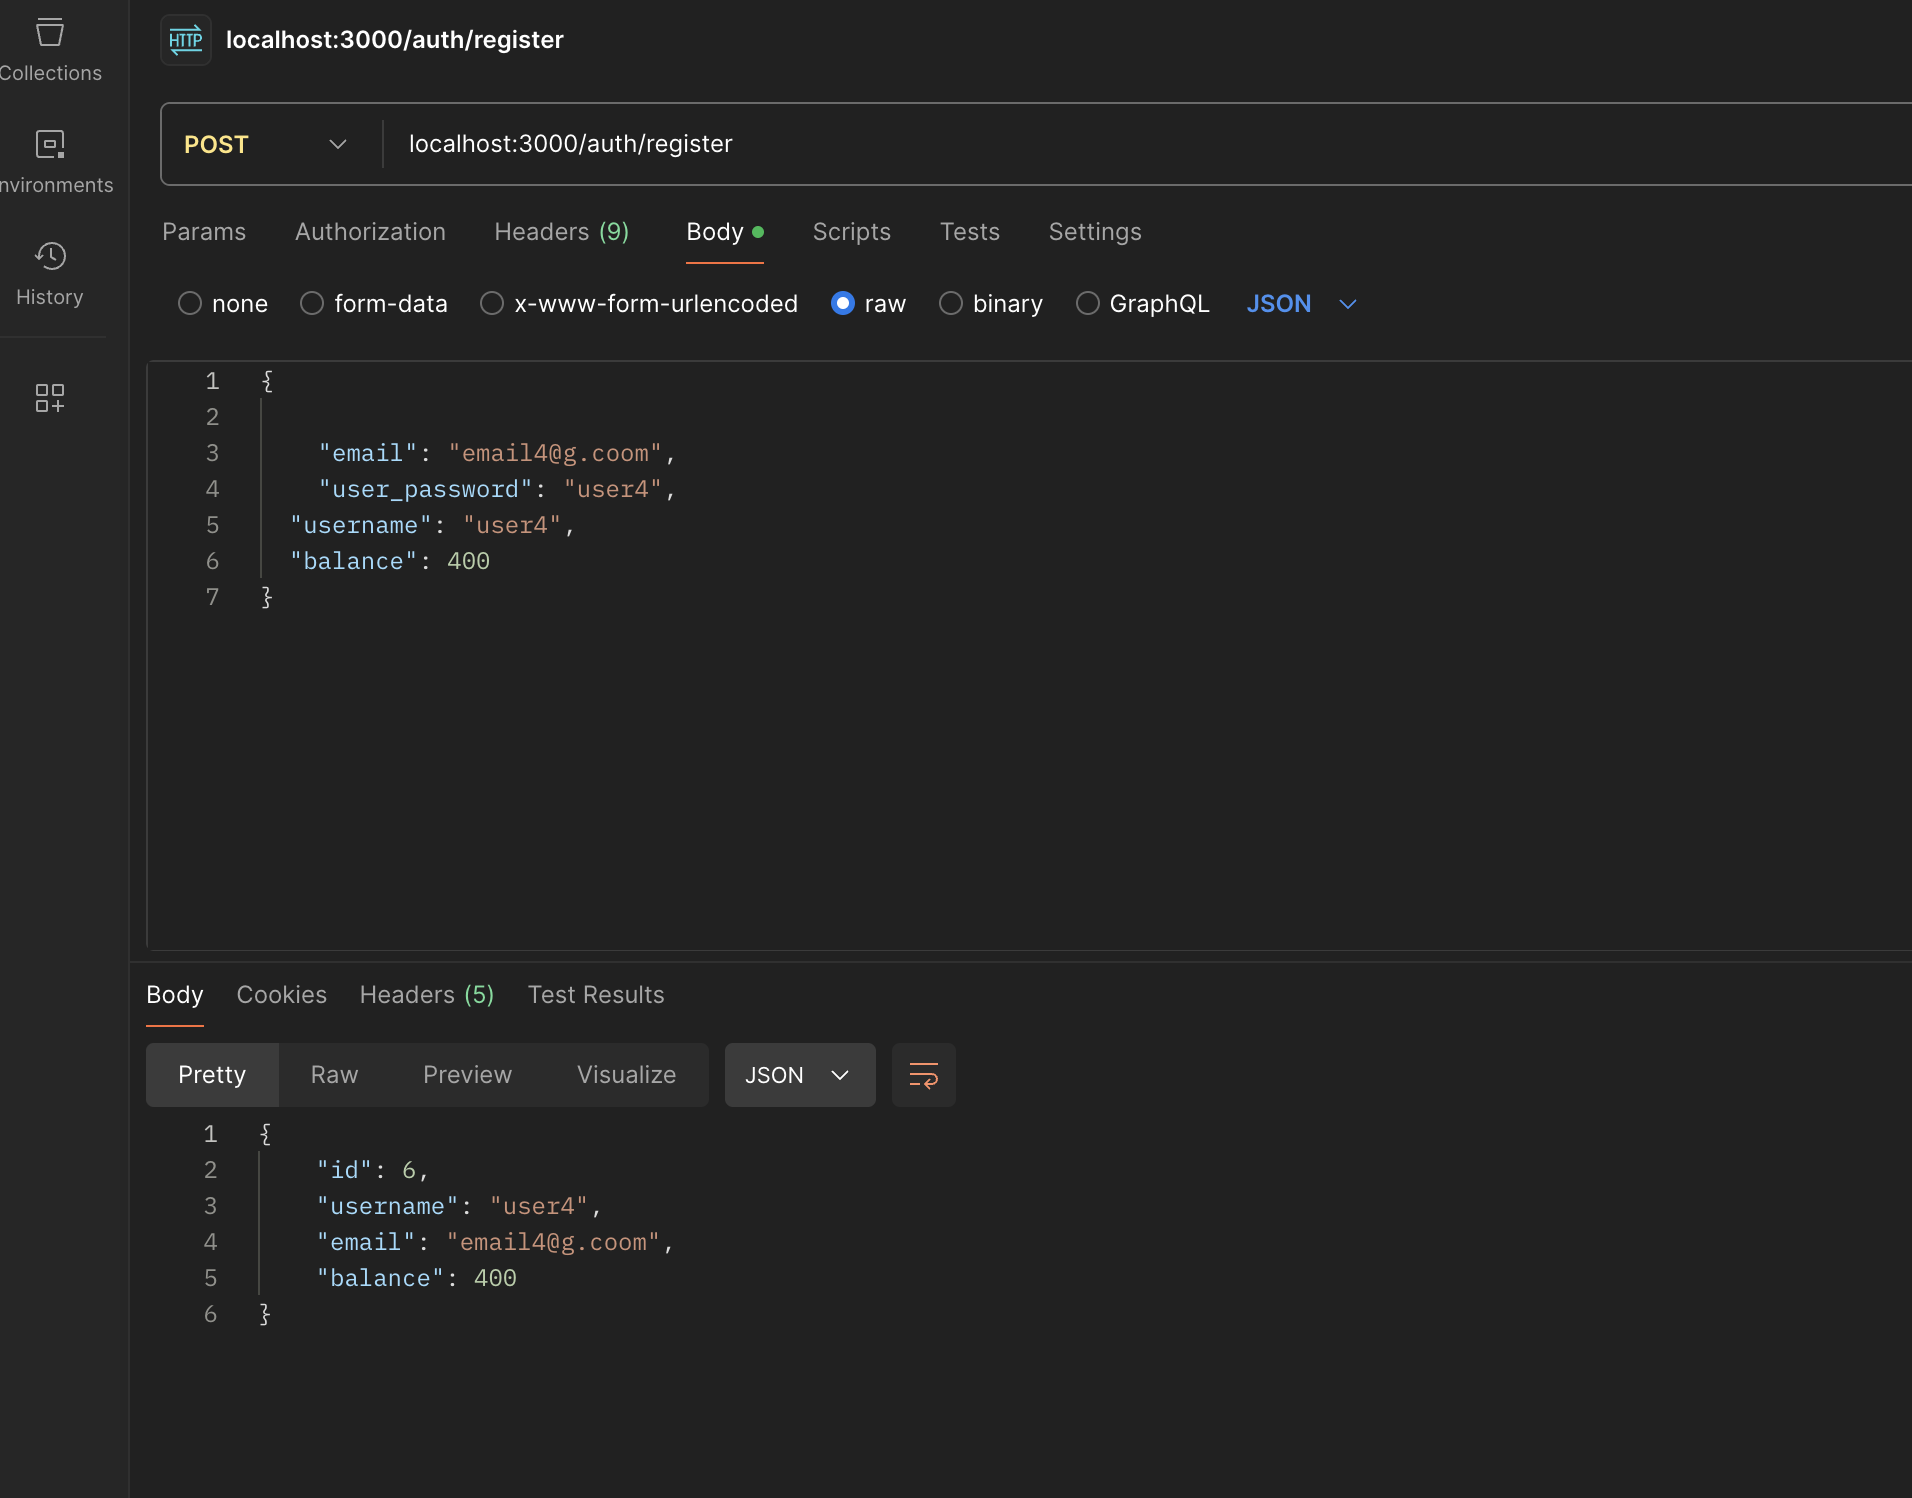 HTTP localhost:3000/auth/register
Collections
POST localhost:3000/auth/register
nvironments
Params Authorization Headers (9) Body Scripts Tests Settings
History
none form-data x-www-form-urlencoded raw binary GraphQL JSON
1 {
2
3 "email": "email4@g.coom",
4 "user_password": "user4",
5 "username": "user4",
6 "balance": 400
7 }
Body Cookies Headers (5) Test Results
Pretty Raw Preview Visualize JSON
1 {
2 "id": 6,
3 "username": "user4",
4 "email": "email4@g.coom",
5 "balance": 400
6 }